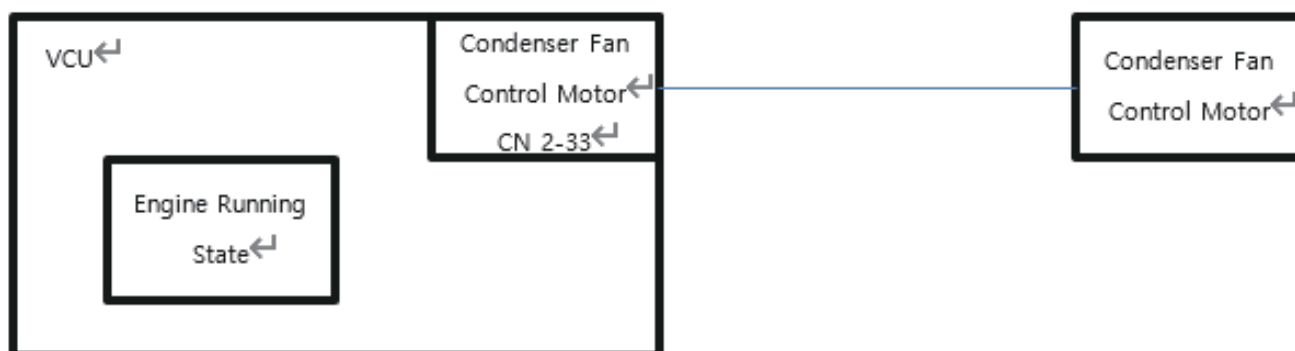 VCU
Condenser Fan
Control Motor
CN 2-33
Engine Running
State
Condenser Fan
Control Motor